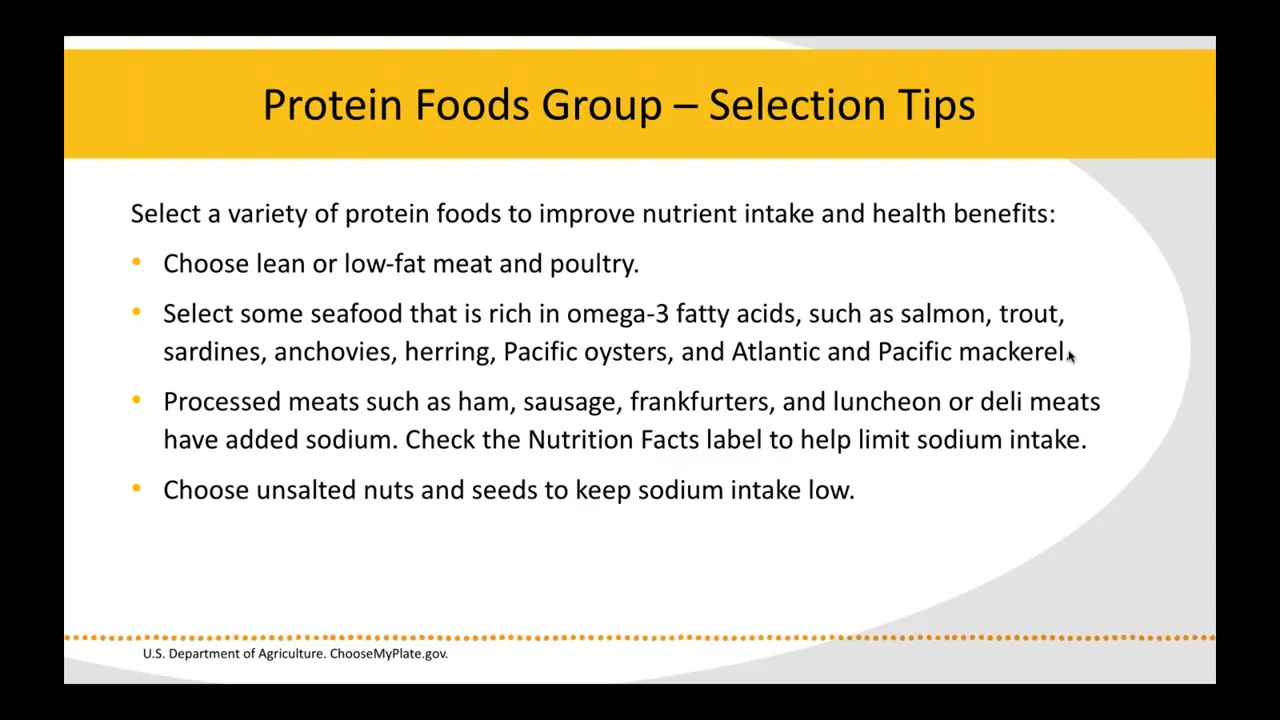 Protein Foods Group – Selection Tips
Select a variety of protein foods to improve nutrient intake and health benefits:
• Choose lean or low-fat meat and poultry.
• Select some seafood that is rich in omega-3 fatty acids, such as salmon, trout,
sardines, anchovies, herring, Pacific oysters, and Atlantic and Pacific mackerel.
• Processed meats such as ham, sausage, frankfurters, and luncheon or deli meats
have added sodium. Check the Nutrition Facts label to help limit sodium intake.
• Choose unsalted nuts and seeds to keep sodium intake low.
U.S. Department of Agriculture. ChooseMyPlate.gov.